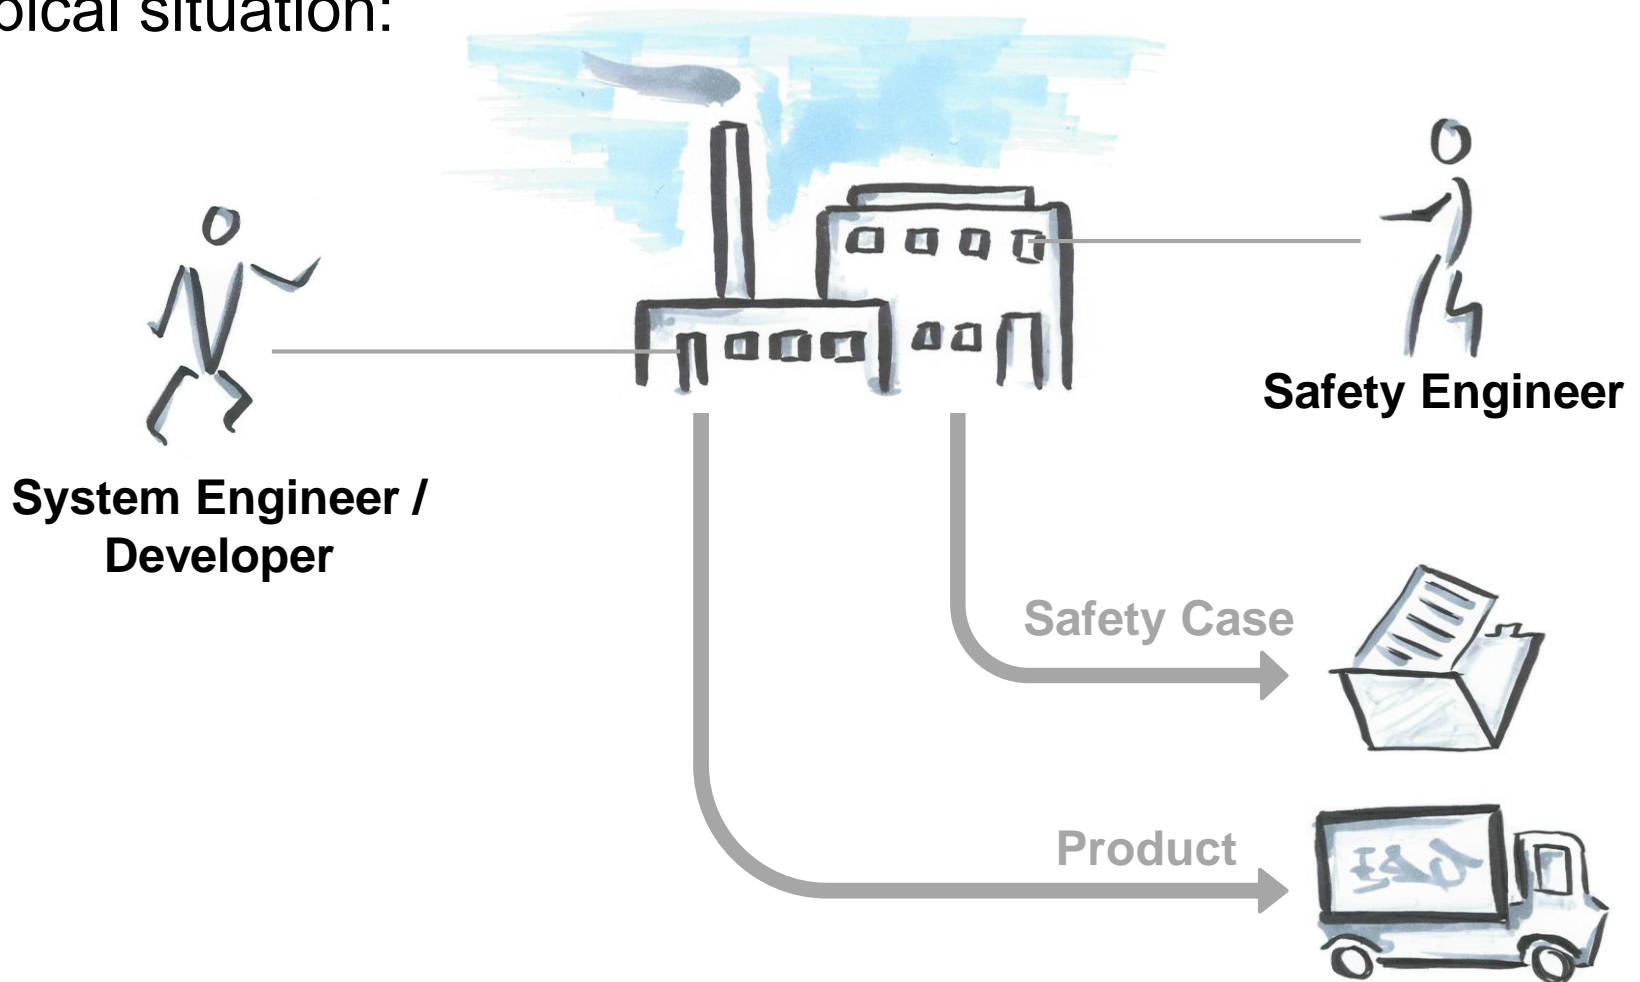 pical situation:
Safety Engineer
System Engineer /
Developer
Safety Case
Product